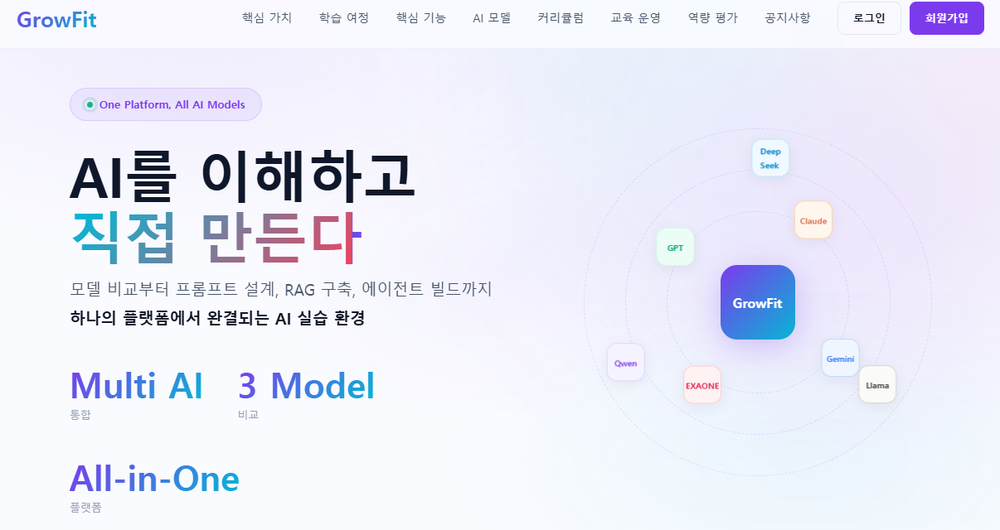 GrowFit
핵심 가치
학습 여정
핵심 기능
AI 모델
커리큘럼
교육 운영
역량 평가
공지사항
로그인
회원가입
One Platform, All AI Models
AI를 이해하고
직접 만든다
모델 비교부터 프롬프트 설계, RAG 구축, 에이전트 빌드까지
하나의 플랫폼에서 완결되는 AI 실습 환경
Multi AI
통합
3 Model
비교
All-in-One
플랫폼
Deep
Seek
Claude
GPT
GrowFit
Gemini
Qwen
EXAONE
Llama